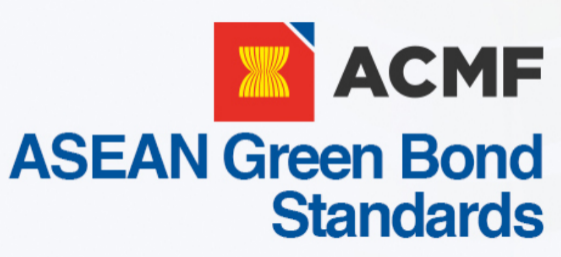 ACMF
ASEAN Green Bond
Standards